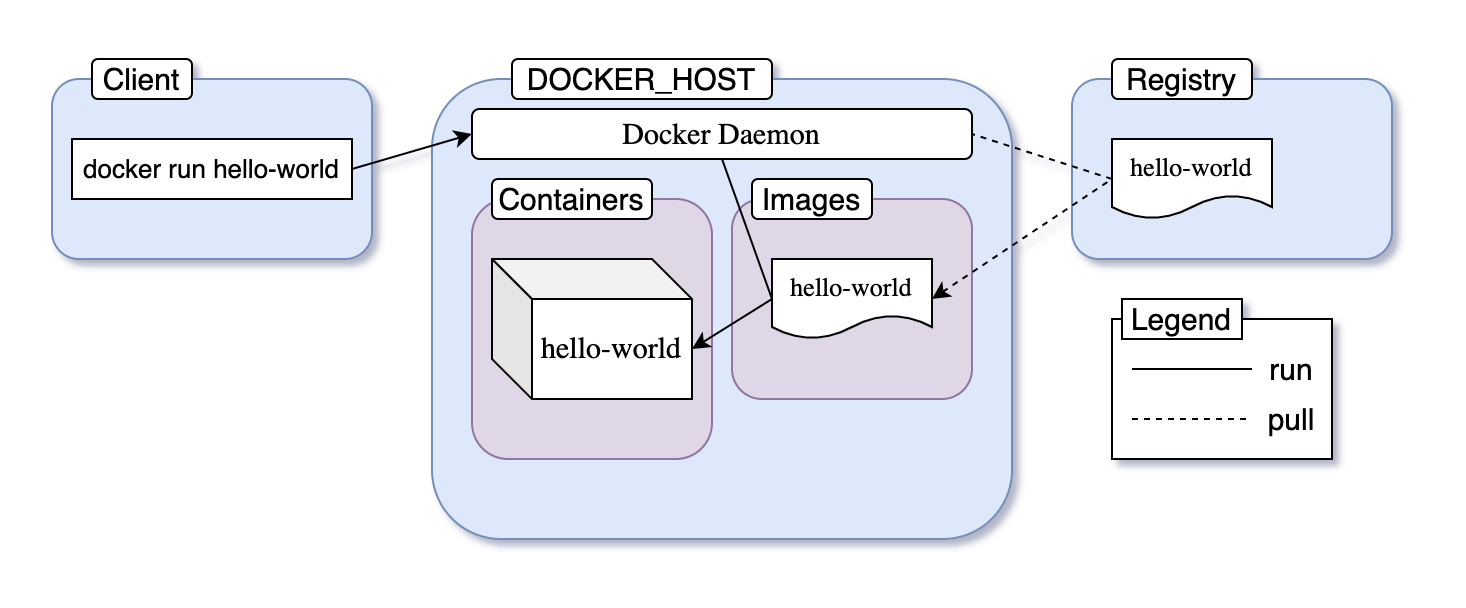 Client
docker run hello-world
DOCKER_HOST
Docker Daemon
Containers
hello-world
Images
hello-world
Registry
hello-world
Legend
run
pull